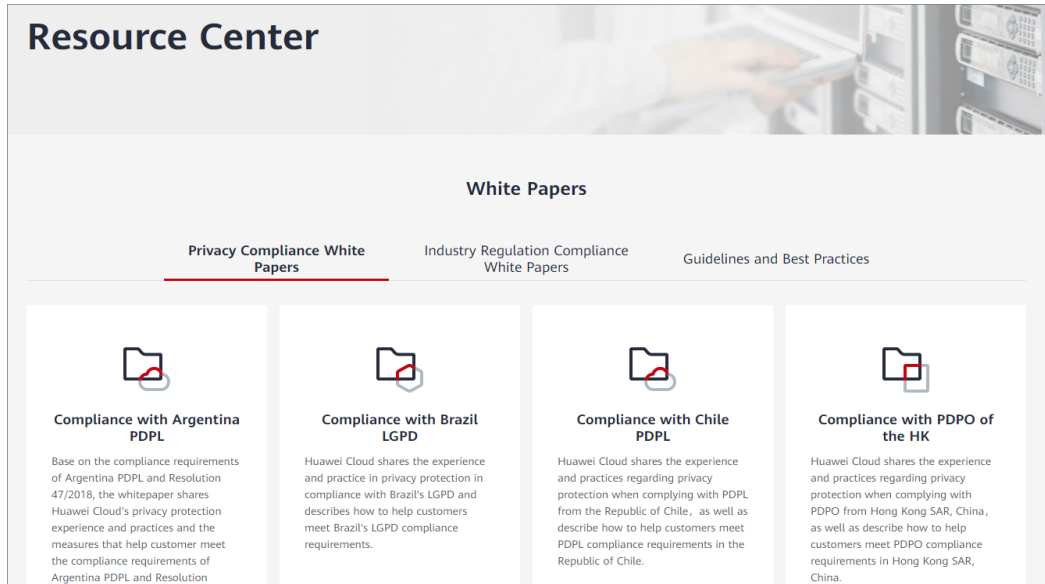 Resource Center
White Papers
Privacy Compliance White
Papers
Industry Regulation Compliance
White Papers
Guidelines and Best Practices
Compliance with Argentina
PDPL
Base on the compliance requirements
of Argentina PDPL and Resolution
47/2018, the whitepaper shares
Huawei Cloud's privacy protection
experience and practices and the
measures that help customer meet
the compliance requirements of
Argentina PDPL and Resolution
Compliance with Brazil
LGPD
Huawei Cloud shares the experience
and practice in privacy protection in
compliance with Brazil's LGPD and
describes how to help customers
meet Brazil's LGPD compliance
requirements.
Compliance with Chile
PDPL
Huawei Cloud shares the experience
and practices regarding privacy
protection when complying with PDPL
from the Republic of Chile，as well as
describe how to help customers meet
PDPL compliance requirements in the
Republic of Chile.
Compliance with PDPO of
the HK
Huawei Cloud shares the experience
and practices regarding privacy
protection when complying with
PDPO from Hong Kong SAR, China，
as well as describe how to help
customers meet PDPO compliance
requirements in Hong Kong SAR,
China.